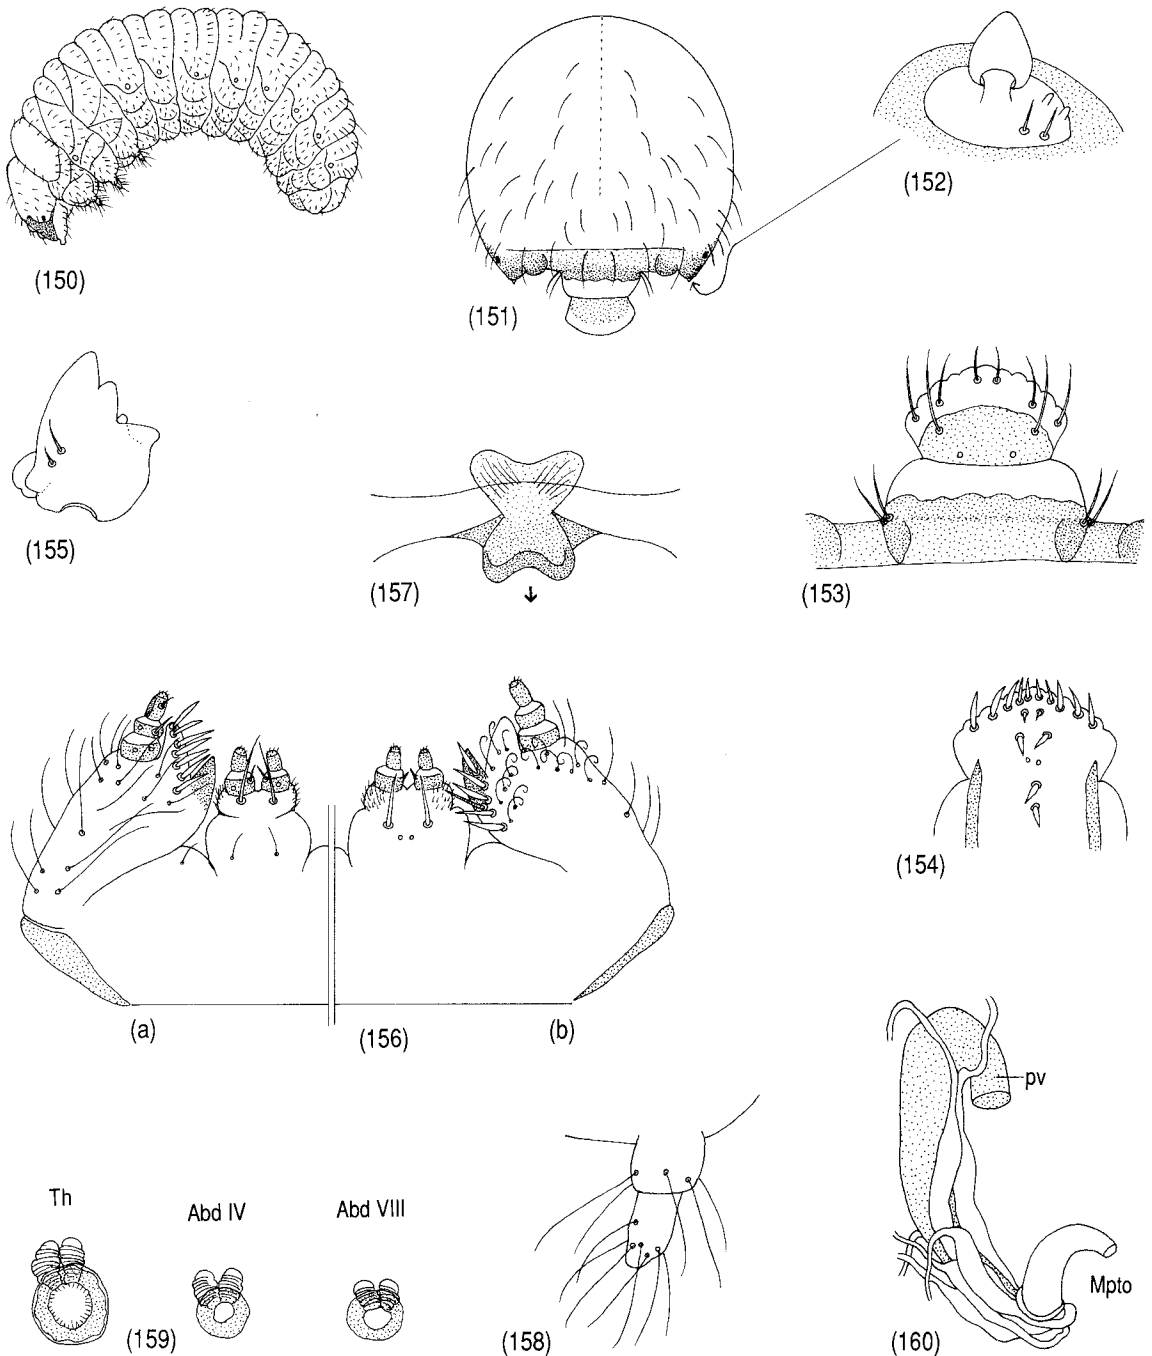 (150)
(151)
(152)
(155)
(157)
(153)
(154)
(a)
(156)
(b)
pv
Th
Abd IV
Abd VIII
Mpto
(159)
(158)
(160)